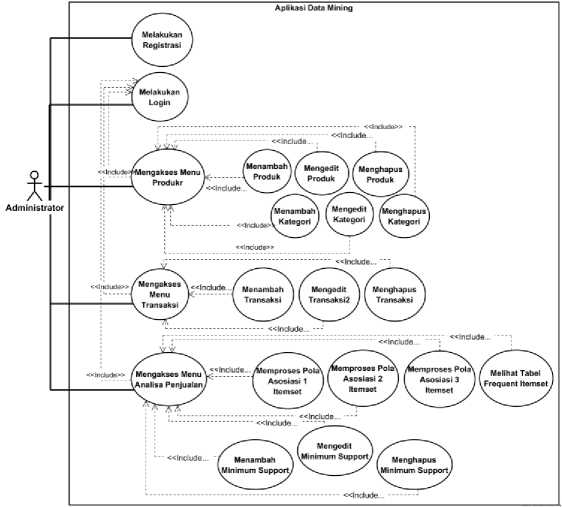 Aplikasi Data Mining
Melakukan
Registrasi
Melakukan
Login
<<Include>>
<<Include...
<<Include...
<<Include>>
Mengakses Menu
Produkr
<<Include...
Menambah
Produk
Mengedit
Produk
Menghapus
Produk
Administrator
<<Include>>
Menambah
Kategori
Mengedit
Kategori
Menghapus
Kategori
<<Include>>
<<Include...
<<Include>>
Mengakses
Menu
Transaksi
<<Include...
Menambah
Transaksi
Mengedit
Transaksi2
Menghapus
Transaksi
<<Include...
<<Include...
<<Include>>
Mengakses Menu
Analisa Penjualan
<<Include...
Memproses Pola
Asosiasi 1
Itemset
Memproses Pola
Asosiasi 2
Itemset
Memproses Pola
Asosiasi 3
Itemset
Melihat Tabel
Frequent Itemset
<<Include...
<<Include...
<<Include...
Menambah
Minimum Support
Mengedit
Minimum Support
Menghapus
Minimum Support
<<Include...